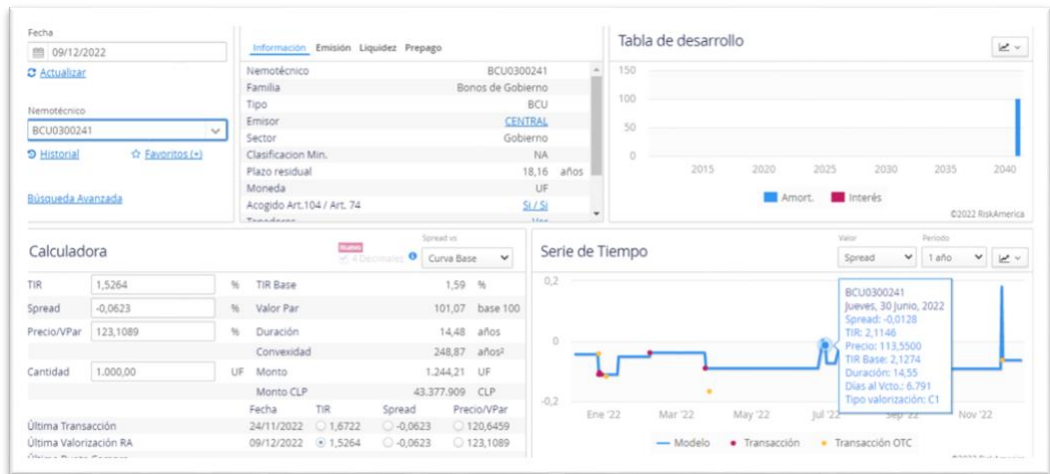 Fecha
09/12/2022
Actualizar
Nemotécnico
BCU0300241
Historial Favoritos (+)
Búsqueda Avanzada
Información Emisión Liquidez Prepago
Nemotécnico BCU0300241
Familia Bonos de Gobierno
Tipo BCU
Emisor CENTRAL
Sector Gobierno
Clasificacion Min. NA
Plazo residual 18,16 años
Moneda UF
Acogido Art.104 / Art. 74 Si / Si
Tabla de desarrollo
150
100
50
0
2015 2020 2025 2030 2035 2040
Amort. Interés
©2022 RiskAmerica
Calculadora
Nuevo
4 Decimales
Spread vs
Curva Base
TIR 1,5264 % TIR Base 1,59 %
Spread -0,0623 % Valor Par 101,07 base 100
Precio/VPar 123,1089 % Duración 14,48 años
Convexidad 248,87 años²
Cantidad 1.000,00 UF Monto 1.244,21 UF
Monto CLP 43.377.909 CLP
Fecha TIR Spread Precio/VPar
Última Transacción 24/11/2022 1,6722 -0,0623 120,6459
Última Valorización RA 09/12/2022 1,5264 -0,0623 123,1089
Serie de Tiempo
Valor Periodo
Spread 1 año
0,2
0
-0,2
BCU0300241
Jueves, 30 Junio, 2022
Spread: -0,0128
TIR: 2,1146
Precio: 113,5500
TIR Base: 2,1274
Duración: 14,55
Días al Vcto.: 6.791
Tipo valorización: C1
Ene '22 Mar '22 May '22 Jul '22 Sep '22 Nov '22
Modelo Transacción Transacción OTC